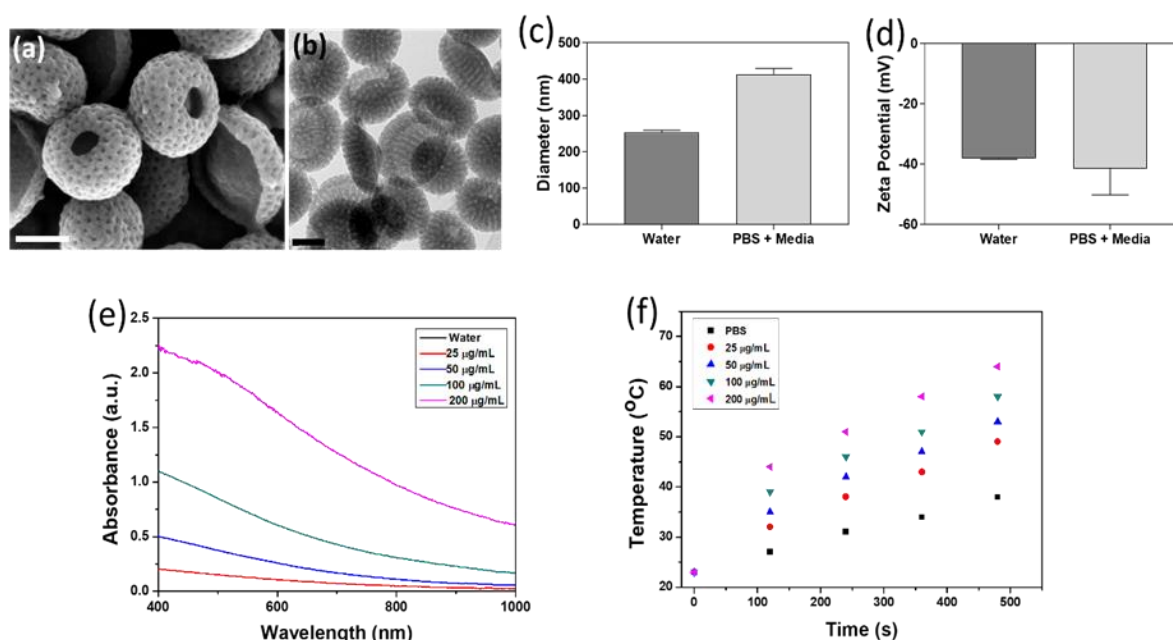 (a)
(b)
(c)
500
400
300
200
100
0
Diameter (nm)
Water
PBS + Media
(d)
0
-20
-40
-60
Zeta Potential (mV)
Water
PBS + Media
(e)
2.5
2.0
1.5
1.0
0.5
0.0
Absorbance (a.u.)
400
600
800
1000
Wavelength (nm)
Water
25 μg/mL
50 μg/mL
100 μg/mL
200 μg/mL
(f)
70
60
50
40
30
20
Temperature (°C)
0
100
200
300
400
500
Time (s)
PBS
25 μg/mL
50 μg/mL
100 μg/mL
200 μg/mL